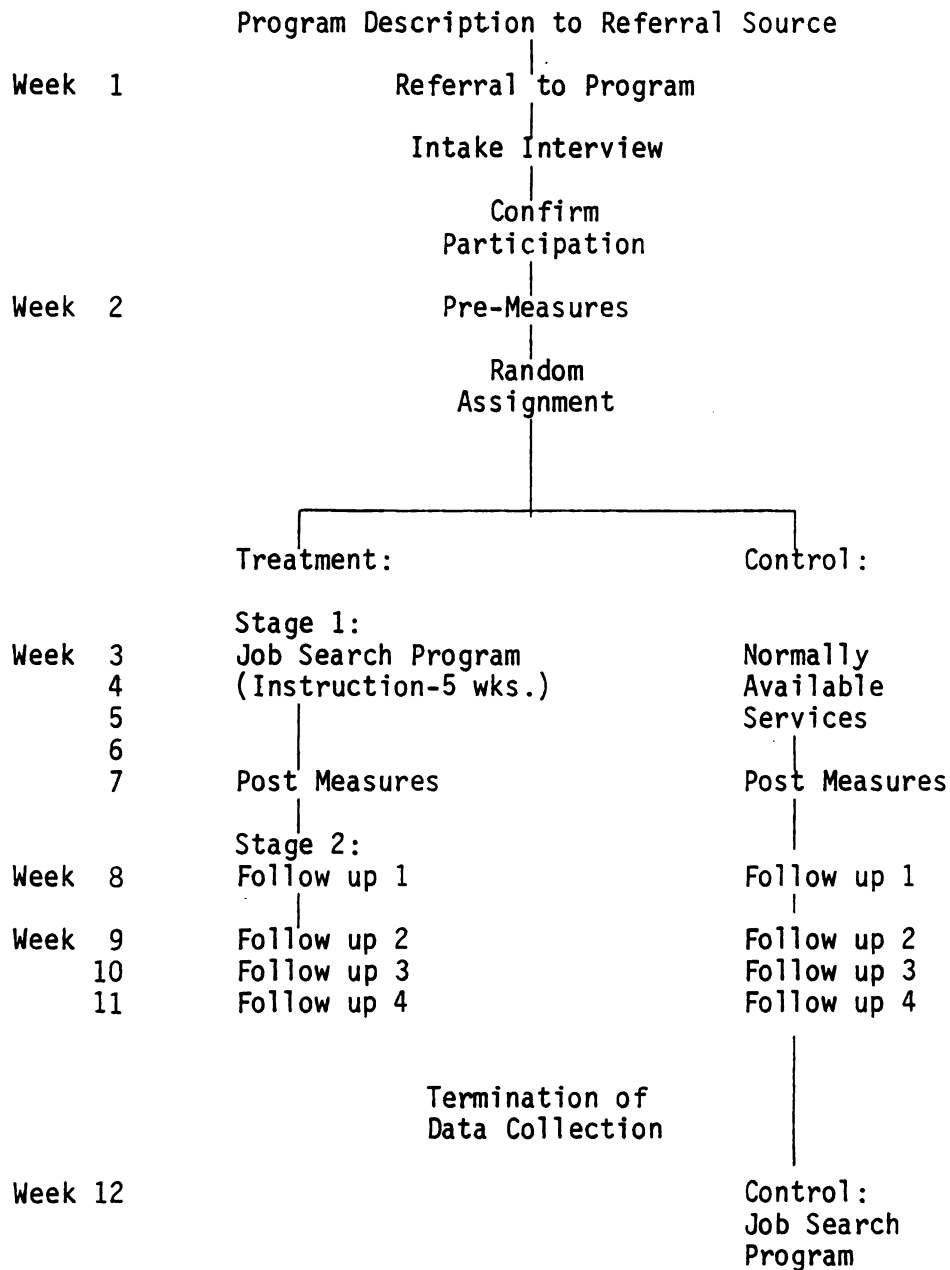 Program Description to Referral Source
Week 1 Referral to Program
Intake Interview
Confirm
Participation
Week 2 Pre-Measures
Random
Assignment
Treatment: Control:
Stage 1:
Week 3 Job Search Program Normally
4 (Instruction-5 wks.) Available
5 Services
6
7 Post Measures Post Measures
Stage 2:
Week 8 Follow up 1 Follow up 1
Week 9 Follow up 2 Follow up 2
10 Follow up 3 Follow up 3
11 Follow up 4 Follow up 4
Termination of
Data Collection
Week 12 Control:
Job Search
Program